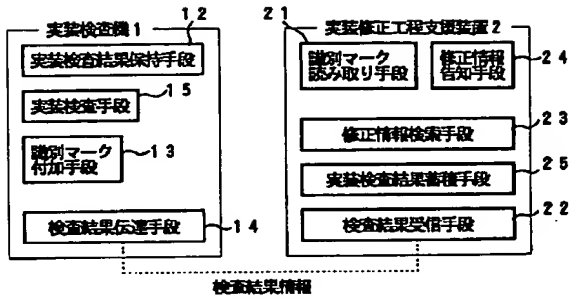 実装検査機1
12
実装検査結果保持手段
15
実装検査手段
識別マーク
付加手段
13
検査結果伝達手段
14
実装修正工程支援装置2
21
識別マーク
読み取り手段
修正情報
告知手段
24
修正情報検索手段
23
実装検査結果蓄積手段
25
検査結果受信手段
22
検査結果情報